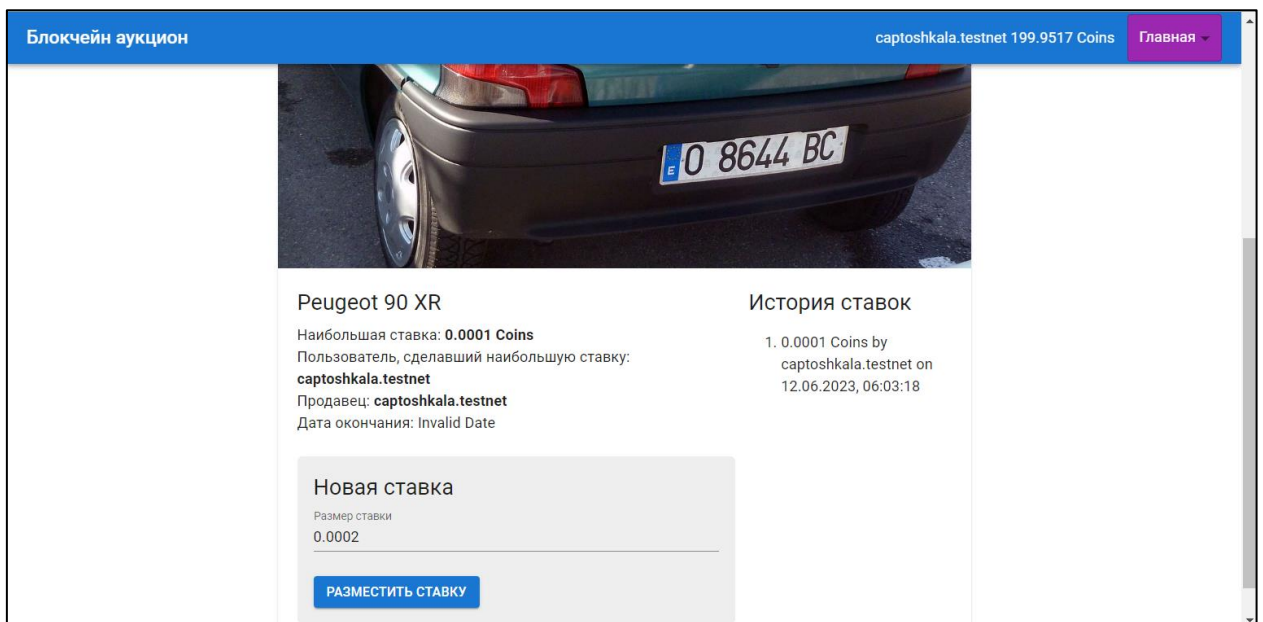 Блокчейн аукцион
captoshkala.testnet 199.9517 Coins
Главная
E
O 8644 BC
Peugeot 90 XR
Наибольшая ставка: 0.0001 Coins
Пользователь, сделавший наибольшую ставку:
captoshkala.testnet
Продавец: captoshkala.testnet
Дата окончания: Invalid Date
История ставок
1. 0.0001 Coins by
captoshkala.testnet on
12.06.2023, 06:03:18
Новая ставка
Размер ставки
0.0002
РАЗМЕСТИТЬ СТАВКУ